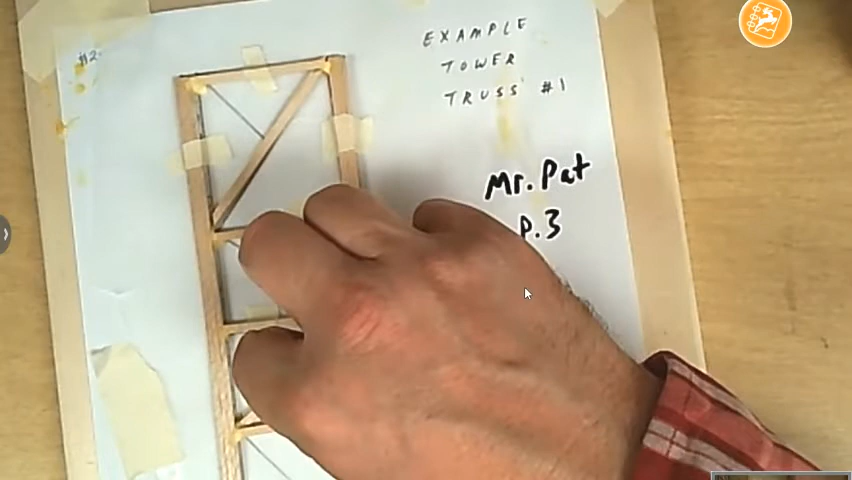 #2
EXAMPLE
TOWER
TRUSS #1
Mr. Pat
p.3